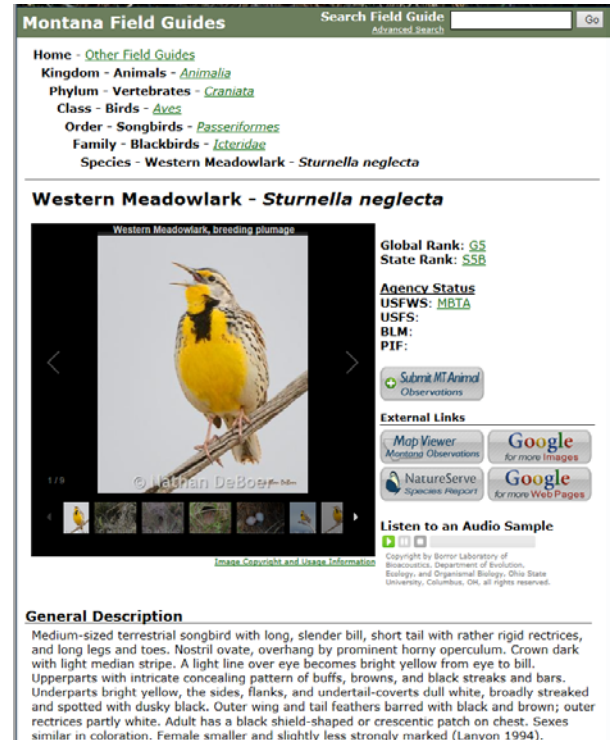 Montana Field Guides
Search Field Guide
Go
Advanced Search
Home - Other Field Guides
Kingdom - Animals - Animalia
Phylum - Vertebrates - Craniata
Class - Birds - Aves
Order - Songbirds - Passeriformes
Family - Blackbirds - Icteridae
Species - Western Meadowlark - Sturnella neglecta
Western Meadowlark - Sturnella neglecta
Western Meadowlark, breeding plumage
1 / 9
© Nathan DeBoer
Image Copyright and Usage Information
Global Rank: G5
State Rank: S5B
Agency Status
USFWS: MBTA
USFS:
BLM:
PIF:
Submit MT Animal
Observations
External Links
Map Viewer
Montana Observations
Google
for more Images
NatureServe
Species Report
Google
for more Web Pages
Listen to an Audio Sample
Copyright by Borror Laboratory of
Bioacoustics, Department of Evolution,
Ecology, and Organismal Biology, Ohio State
University, Columbus, OH, all rights reserved.
General Description
Medium-sized terrestrial songbird with long, slender bill, short tail with rather rigid rectrices,
and long legs and toes. Nostril ovate, overhang by prominent horny operculum. Crown dark
with light median stripe. A light line over eye becomes bright yellow from eye to bill.
Upperparts with intricate concealing pattern of buffs, browns, and black streaks and bars.
Underparts bright yellow, the sides, flanks, and undertail-coverts dull white, broadly streaked
and spotted with dusky black. Outer wing and tail feathers barred with black and brown; outer
rectrices partly white. Adult has a black shield-shaped or crescentic patch on chest. Sexes
similar in coloration. Female smaller and slightly less strongly marked (Lanyon 1994).